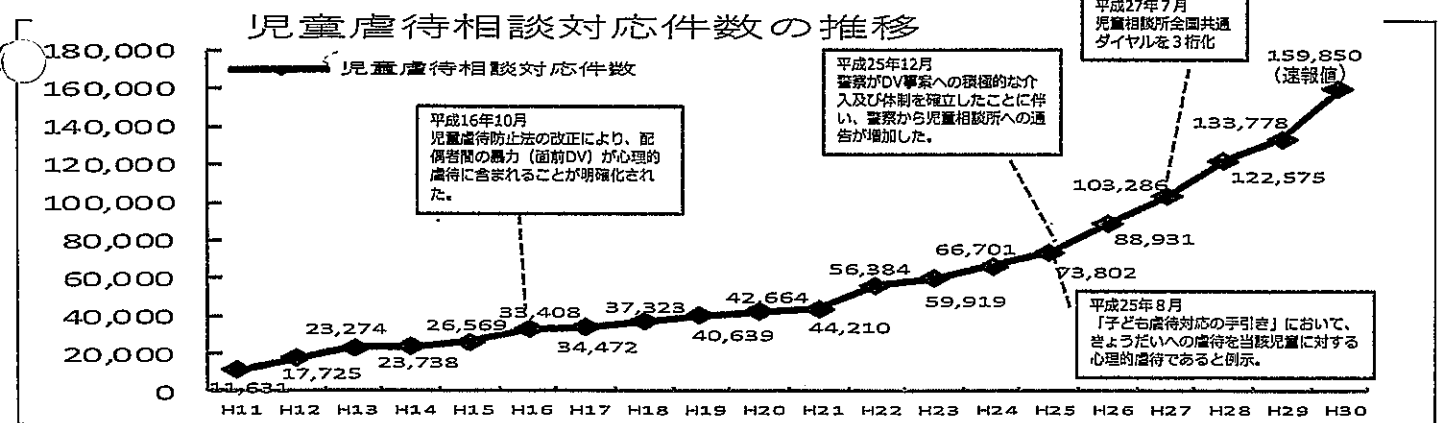 児童虐待相談対応件数の推移
平成27年7月
児童相談所全国共通
ダイヤルを3桁化
180,000
160,000
140,000
120,000
100,000
80,000
60,000
40,000
20,000
0
児童虐待相談対応件数
平成16年10月
児童虐待防止法の改正により、配
偶者間の暴力（面前DV）が心理的
虐待に含まれることが明確化され
た。
平成25年12月
警察がDV事案への積極的な介
入及び体制を確立したことに伴
い、警察から児童相談所への通
告が増加した。
159,850
（速報値）
133,778
122,575
103,286
88,931
73,802
66,701
59,919
56,384
44,210
42,664
40,639
37,323
34,472
33,408
26,569
23,738
23,274
17,725
11,631
平成25年8月
「子ども虐待対応の手引き」において、
きょうだいへの虐待を当該児童に対する
心理的虐待であると例示。
H11 H12 H13 H14 H15 H16 H17 H18 H19 H20 H21 H22 H23 H24 H25 H26 H27 H28 H29 H30